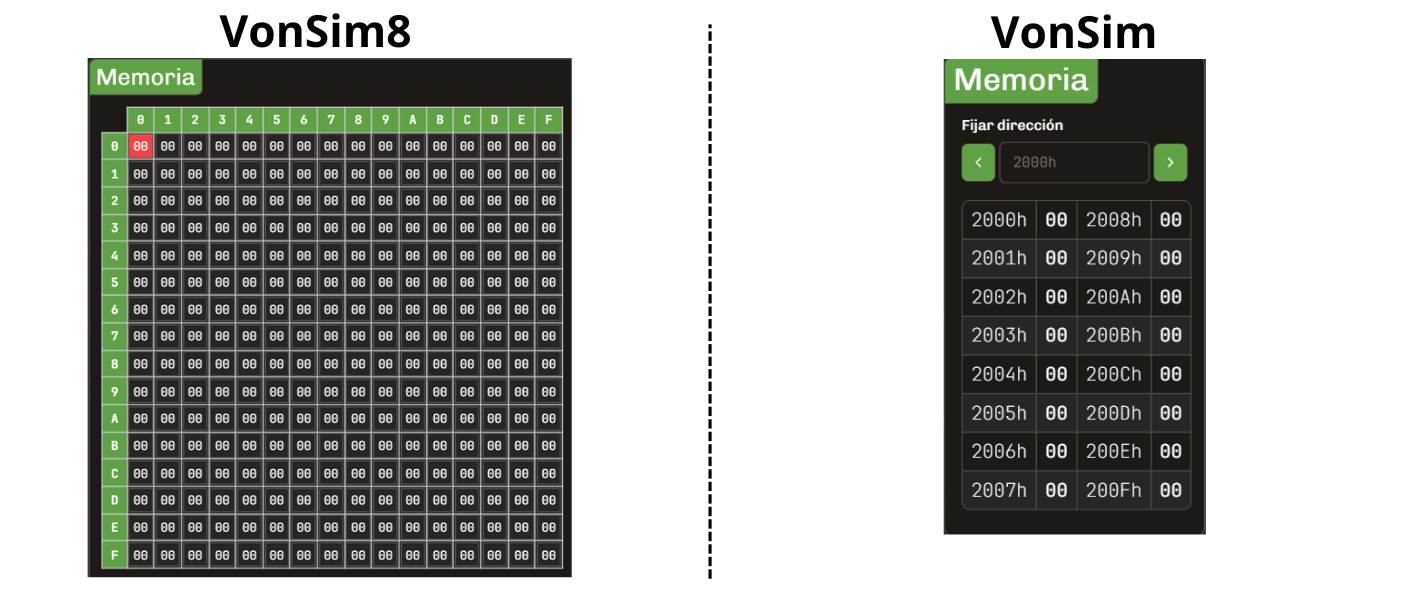 VonSim8
Memoria
0 1 2 3 4 5 6 7 8 9 A B C D E F
0 00 00 00 00 00 00 00 00 00 00 00 00 00 00 00 00
1 00 00 00 00 00 00 00 00 00 00 00 00 00 00 00 00
2 00 00 00 00 00 00 00 00 00 00 00 00 00 00 00 00
3 00 00 00 00 00 00 00 00 00 00 00 00 00 00 00 00
4 00 00 00 00 00 00 00 00 00 00 00 00 00 00 00 00
5 00 00 00 00 00 00 00 00 00 00 00 00 00 00 00 00
6 00 00 00 00 00 00 00 00 00 00 00 00 00 00 00 00
7 00 00 00 00 00 00 00 00 00 00 00 00 00 00 00 00
8 00 00 00 00 00 00 00 00 00 00 00 00 00 00 00 00
9 00 00 00 00 00 00 00 00 00 00 00 00 00 00 00 00
A 00 00 00 00 00 00 00 00 00 00 00 00 00 00 00 00
B 00 00 00 00 00 00 00 00 00 00 00 00 00 00 00 00
C 00 00 00 00 00 00 00 00 00 00 00 00 00 00 00 00
D 00 00 00 00 00 00 00 00 00 00 00 00 00 00 00 00
E 00 00 00 00 00 00 00 00 00 00 00 00 00 00 00 00
F 00 00 00 00 00 00 00 00 00 00 00 00 00 00 00 00
VonSim
Memoria
Fijar dirección
2000h
2000h 00 2008h 00
2001h 00 2009h 00
2002h 00 200Ah 00
2003h 00 200Bh 00
2004h 00 200Ch 00
2005h 00 200Dh 00
2006h 00 200Eh 00
2007h 00 200Fh 00